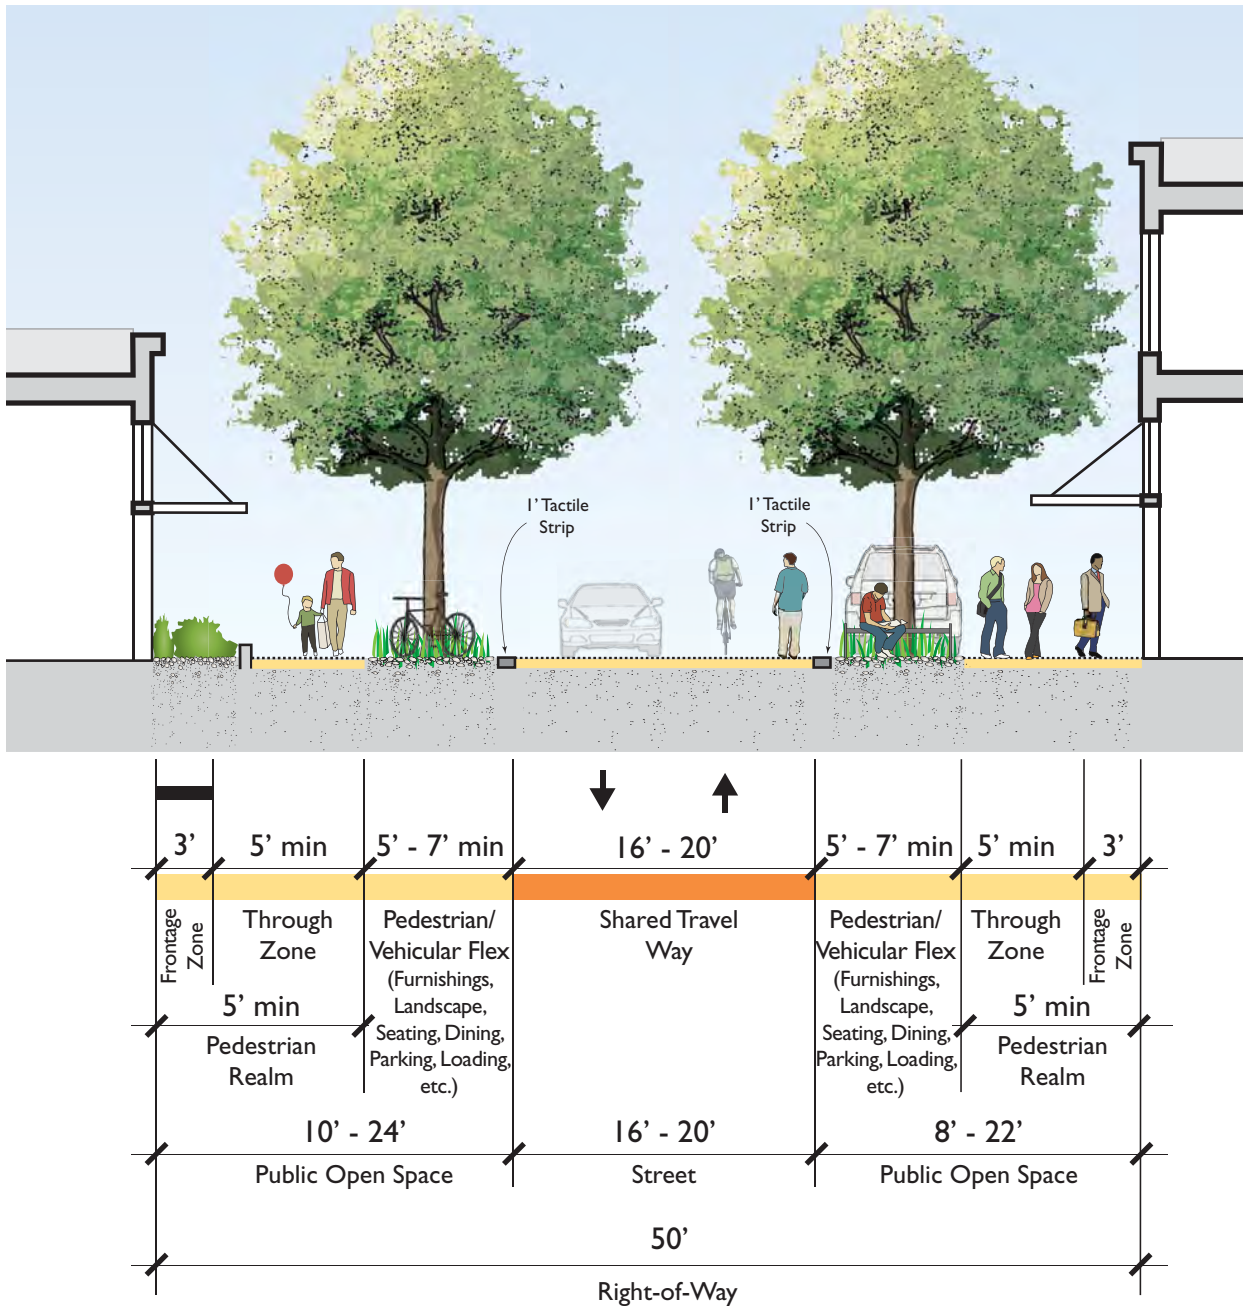 1’ Tactile
Strip
1’ Tactile
Strip
3’
5’ min
5’ - 7’ min
16’ - 20’
5’ - 7’ min
5’ min
3’
Frontage
Zone
Through
Zone
Pedestrian/
Vehicular Flex
(Furnishings,
Landscape,
Seating, Dining,
Parking, Loading,
etc.)
Shared Travel
Way
Pedestrian/
Vehicular Flex
(Furnishings,
Landscape,
Seating, Dining,
Parking, Loading,
etc.)
Through
Zone
Frontage
Zone
5’ min
Pedestrian
Realm
5’ min
Pedestrian
Realm
10’ - 24’
16’ - 20’
8’ - 22’
Public Open Space
Street
Public Open Space
50’
Right-of-Way